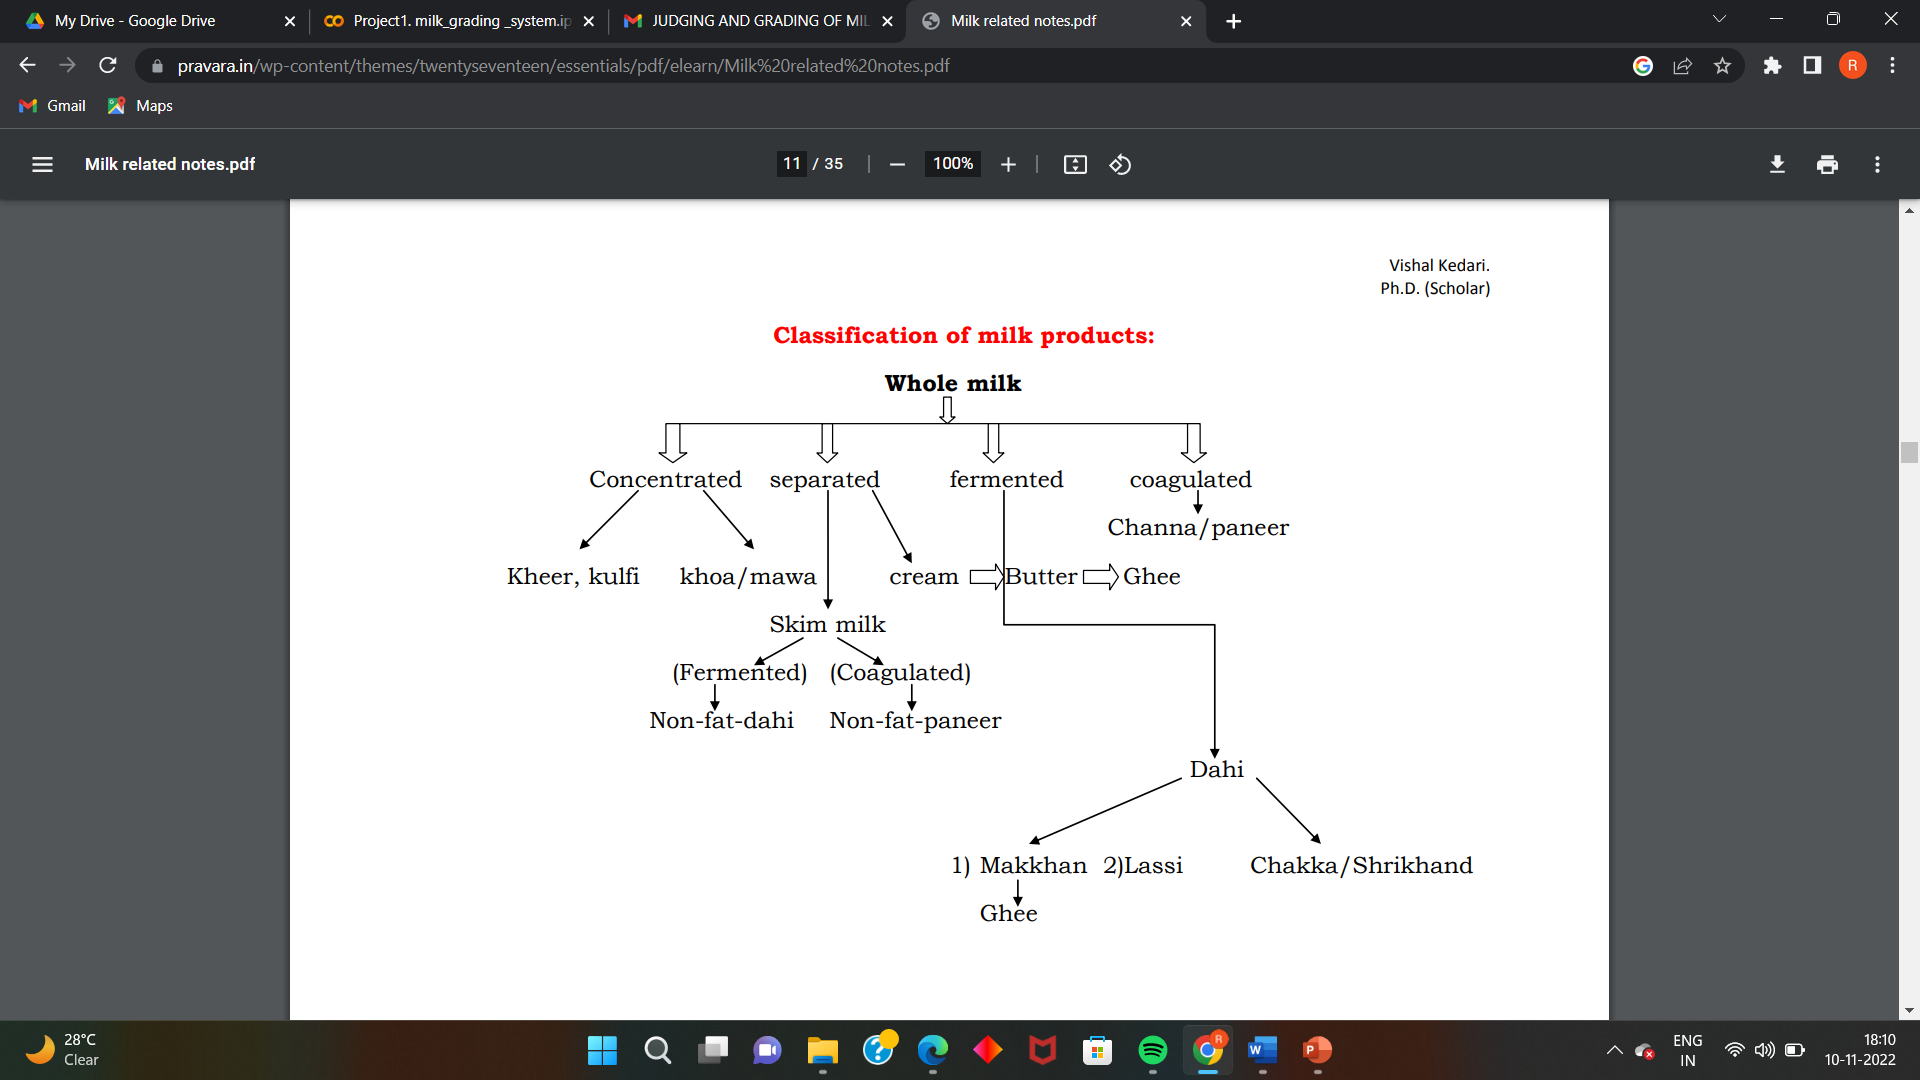 My Drive - Google Drive
Project1. milk_grading _system.ip
JUDGING AND GRADING OF MIL
Milk related notes.pdf
pravara.in/wp-content/themes/twentyseventeen/essentials/pdf/elearn/Milk%20related%20notes.pdf
R
Gmail
Maps
Milk related notes.pdf
11 / 35
100%
Vishal Kedari.
Ph.D. (Scholar)
Classification of milk products:
Whole milk
Concentrated separated fermented coagulated
Channa/paneer
Kheer, kulfi khoa/mawa cream Butter Ghee
Skim milk
(Fermented) (Coagulated)
Non-fat-dahi Non-fat-paneer
Dahi
1) Makkhan 2)Lassi Chakka/Shrikhand
Ghee
28°C
Clear
R
W
P
ENG
IN
18:10
10-11-2022